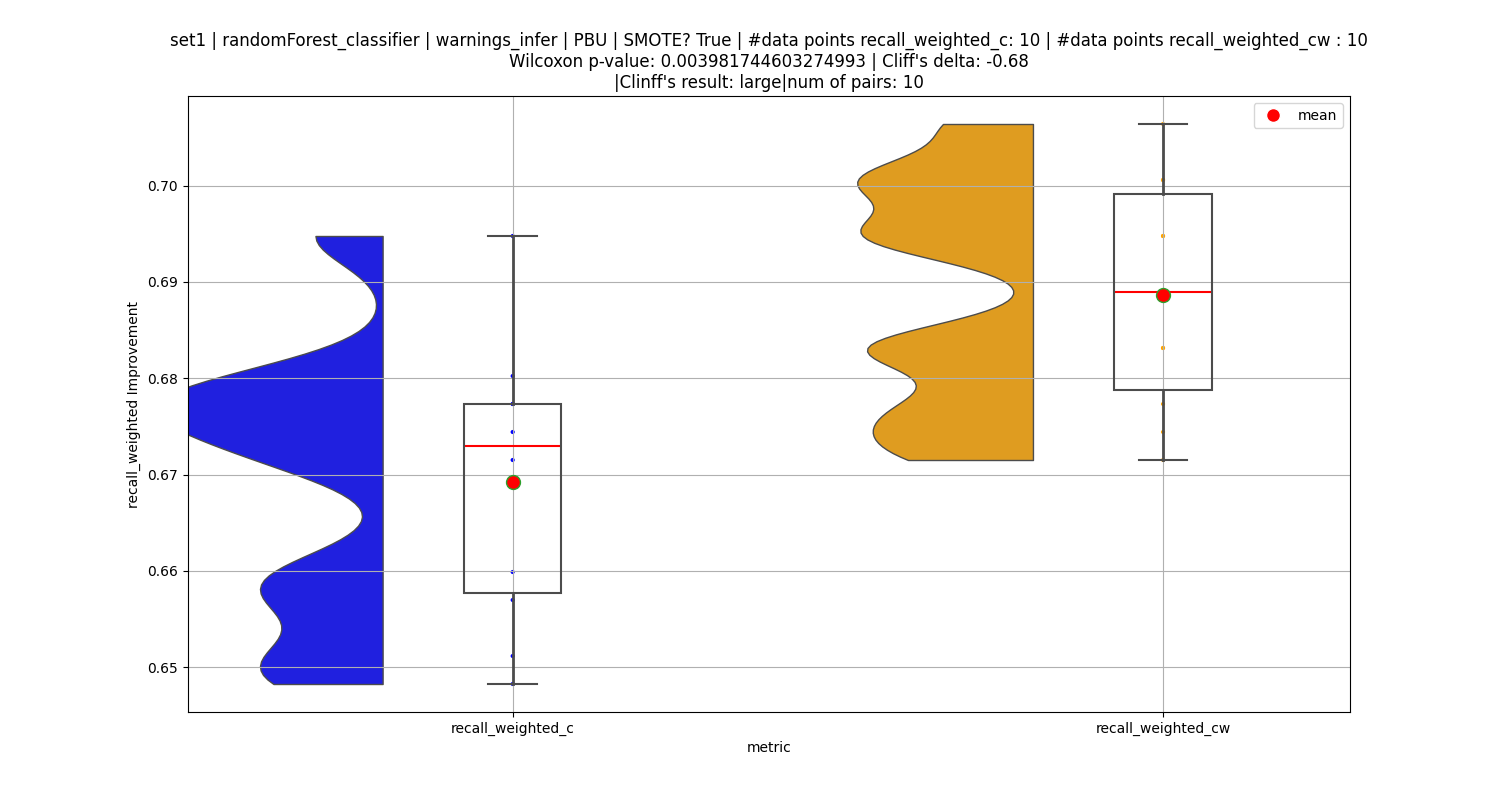 set1 | randomForest_classifier | warnings_infer | PBU | SMOTE? True | #data points recall_weighted_c: 10 | #data points recall_weighted_cw : 10
Wilcoxon p-value: 0.003981744603274993 | Cliff's delta: -0.68
|Clinff's result: large|num of pairs: 10
mean
0.70
0.69
0.68
0.67
0.66
0.65
recall_weighted Improvement
recall_weighted_c
recall_weighted_cw
metric